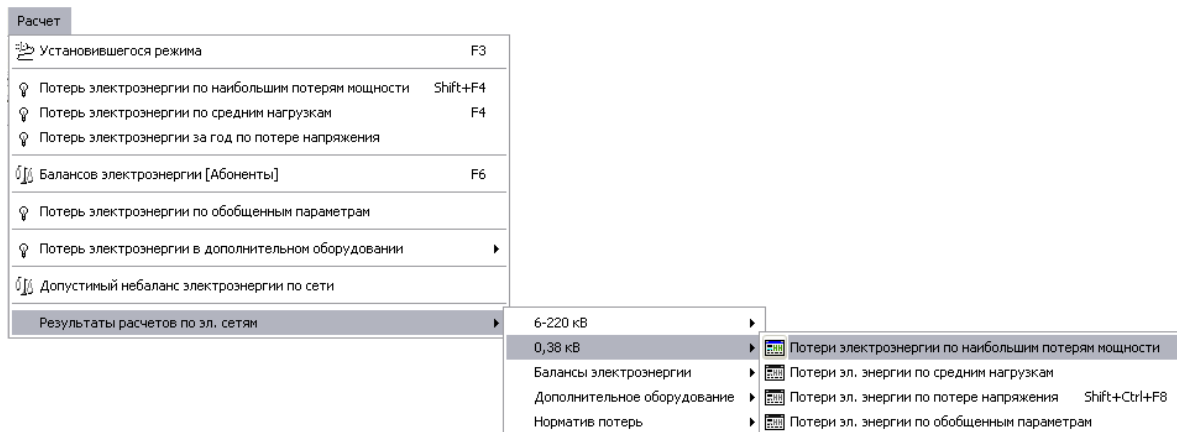 Расчет
Установившегося режима F3
Потерь электроэнергии по наибольшим потерям мощности Shift+F4
Потерь электроэнергии по средним нагрузкам F4
Потерь электроэнергии за год по потере напряжения
Балансов электроэнергии [Абоненты] F6
Потерь электроэнергии по обобщенным параметрам
Потерь электроэнергии в дополнительном оборудовании
Допустимый небаланс электроэнергии по сети
Результаты расчетов по эл. сетям
6-220 кВ
0,38 кВ
Балансы электроэнергии
Дополнительное оборудование
Норматив потерь
Потери электроэнергии по наибольшим потерям мощности
Потери эл. энергии по средним нагрузкам
Потери эл. энергии по потере напряжения Shift+Ctrl+F8
Потери эл. энергии по обобщенным параметрам